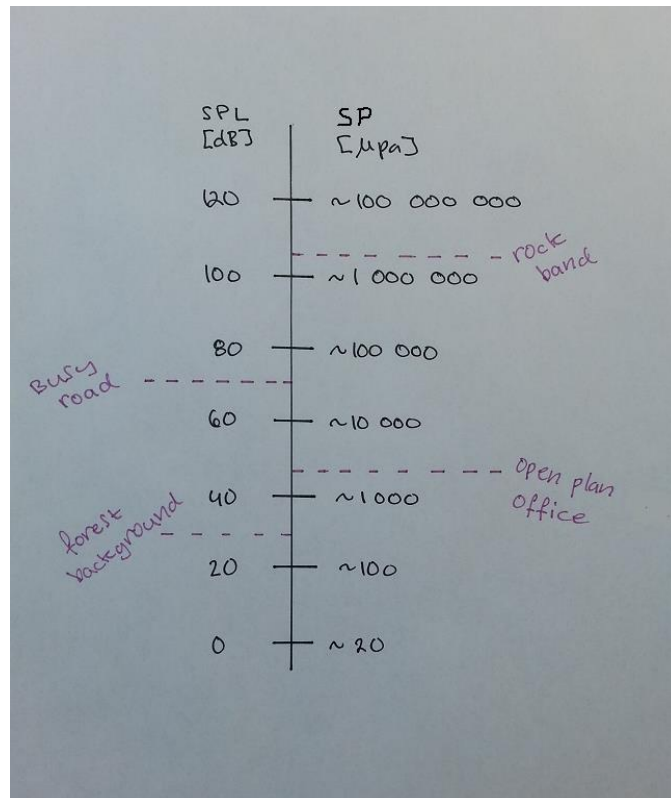 SPL SP
[dB] [μpa]
120 ~100 000 000
rock
band
100 ~1 000 000
80 ~100 000
Busy
road
60 ~10 000
Open plan
Office
40 ~1000
forest
background
20 ~100
0 ~20